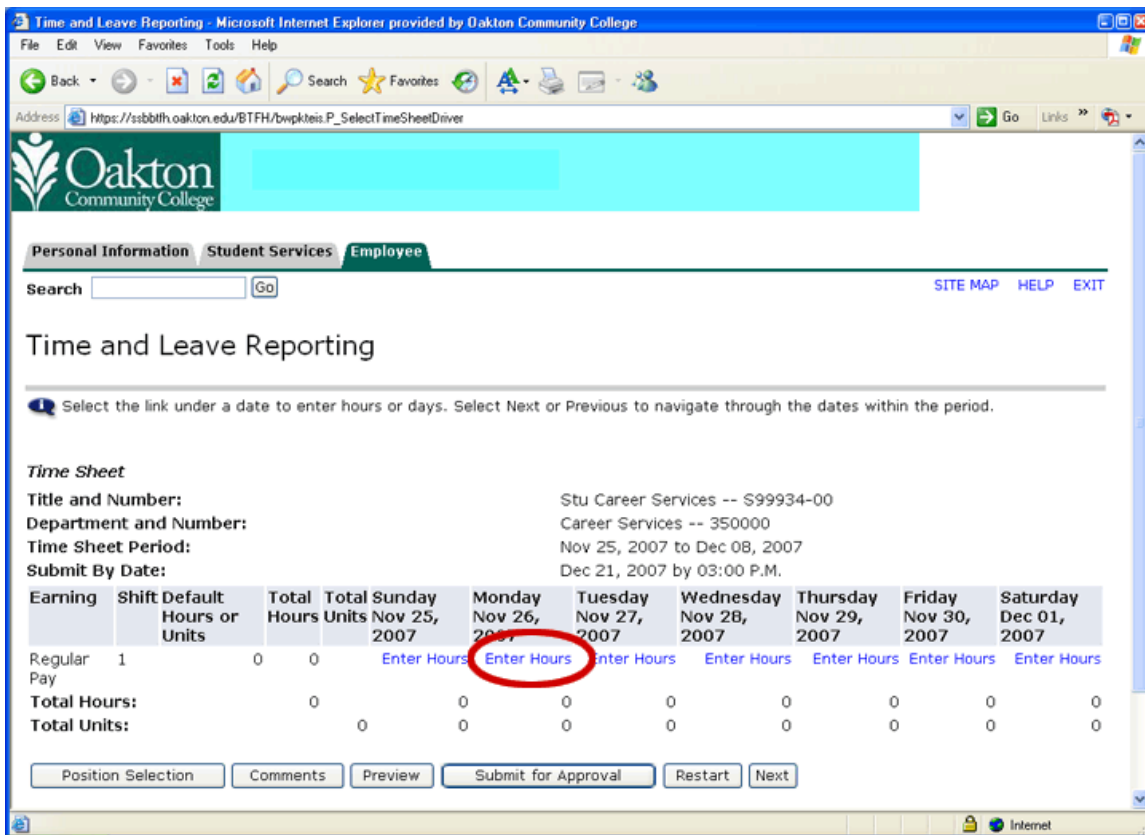 Time and Leave Reporting - Microsoft Internet Explorer provided by Oakton Community College
File Edit View Favorites Tools Help
Back Search Favorites
Address https://ssbbtfh.oakton.edu/BTFH/bwpkteis.P_SelectTimeSheetDriver Go Links »
Oakton
Community College
Personal Information Student Services Employee
Search Go SITE MAP HELP EXIT
Time and Leave Reporting
Select the link under a date to enter hours or days. Select Next or Previous to navigate through the dates within the period.
Time Sheet
Title and Number: Stu Career Services -- S99934-00
Department and Number: Career Services -- 350000
Time Sheet Period: Nov 25, 2007 to Dec 08, 2007
Submit By Date: Dec 21, 2007 by 03:00 P.M.
Earning Shift Default Total Total Sunday Monday Tuesday Wednesday Thursday Friday Saturday
Hours or Hours Units Nov 25, Nov 26, Nov 27, Nov 28, Nov 29, Nov 30, Dec 01,
Units 2007 2007 2007 2007 2007 2007 2007
Regular 1 0 0 Enter Hours Enter Hours Enter Hours Enter Hours Enter Hours Enter Hours Enter Hours
Pay
Total Hours: 0 0 0 0 0 0 0 0
Total Units: 0 0 0 0 0 0 0 0
Position Selection Comments Preview Submit for Approval Restart Next
Internet